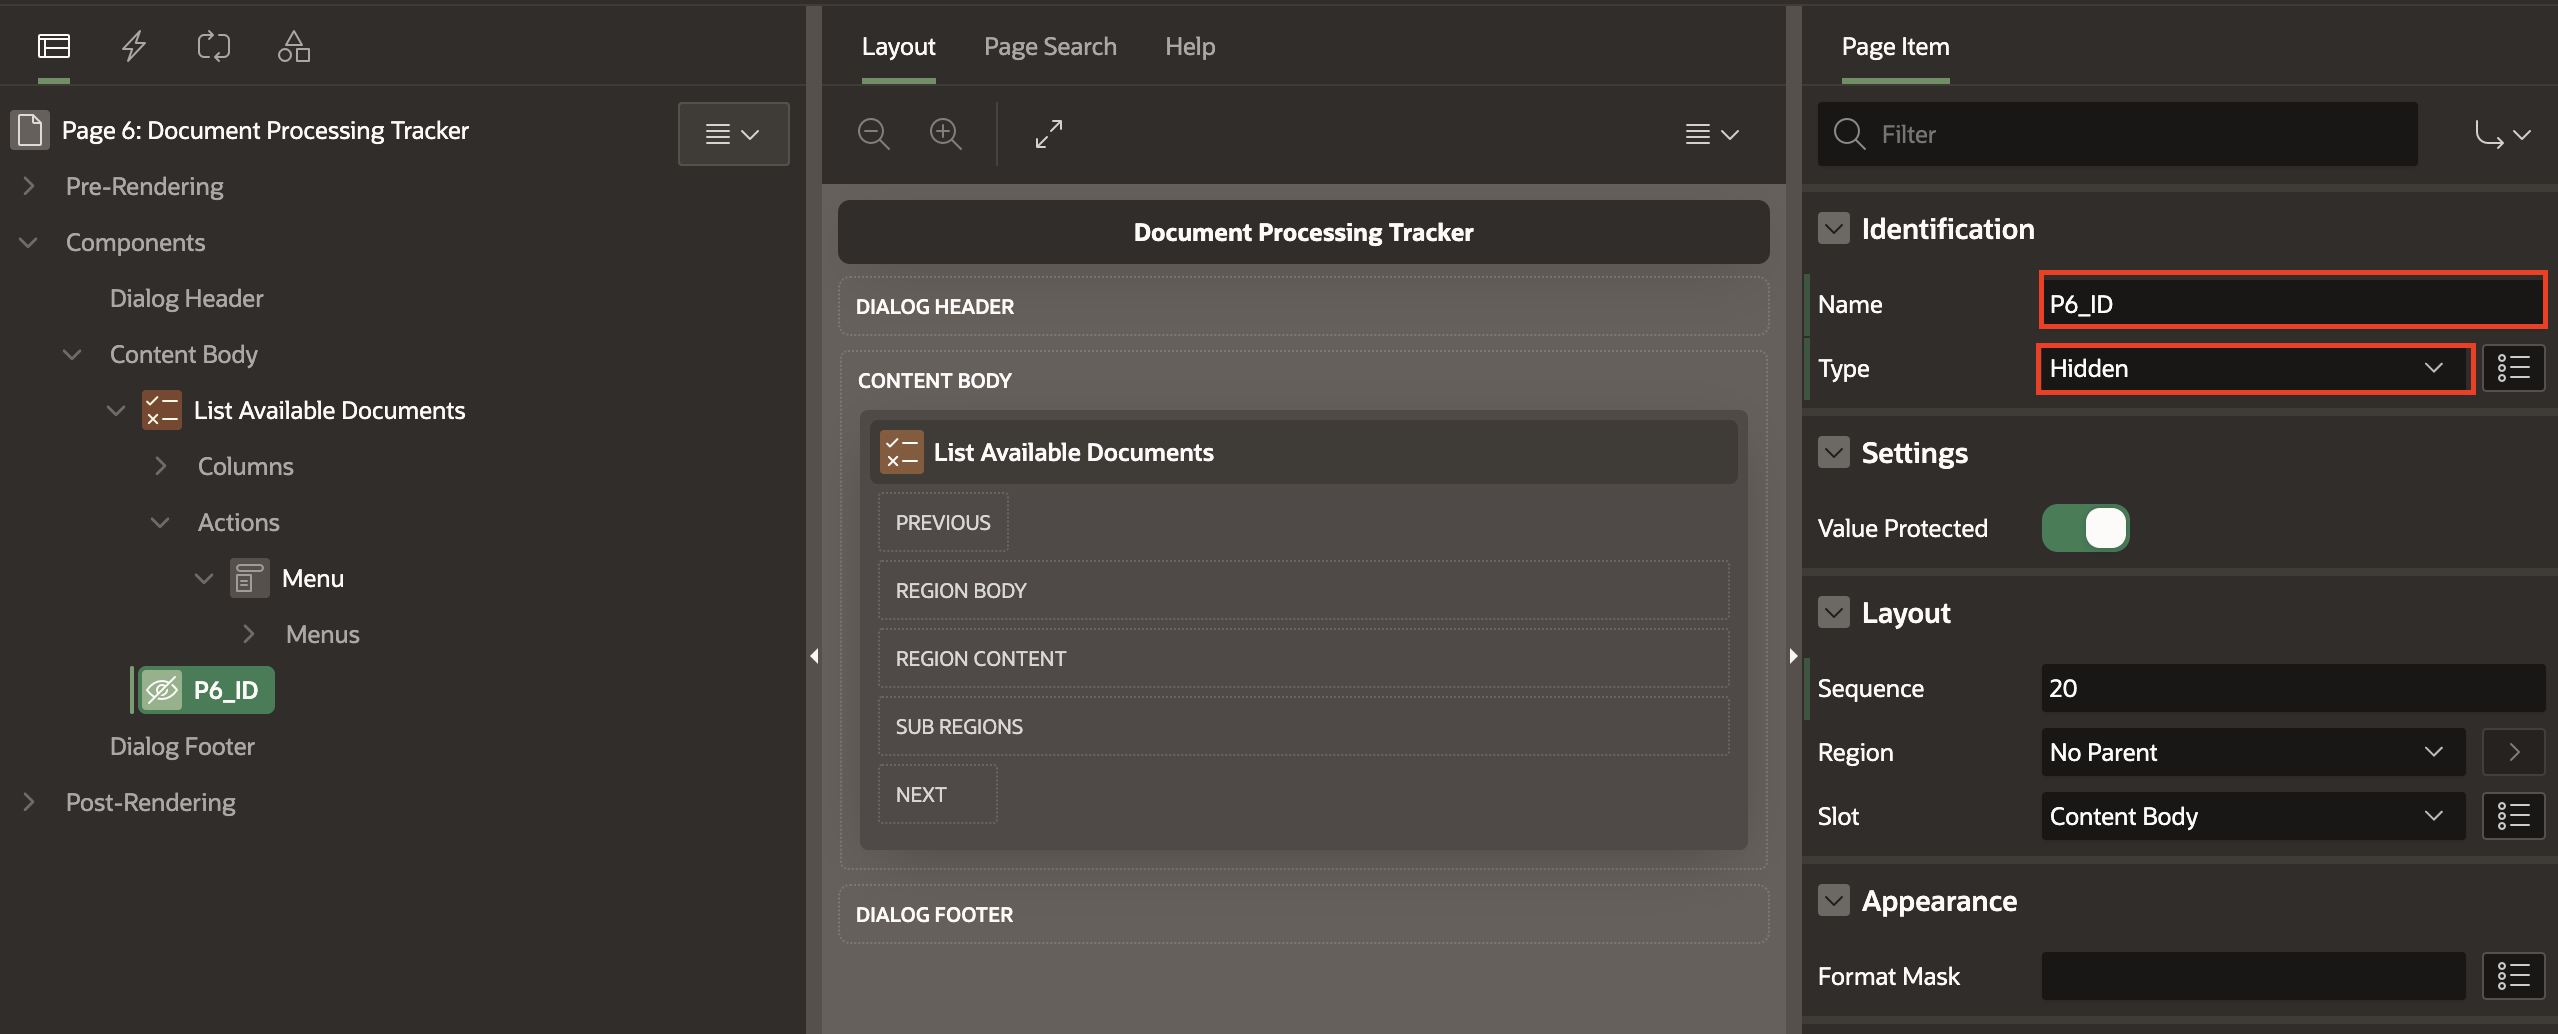 Page 6: Document Processing Tracker
Pre-Rendering
Components
Dialog Header
Content Body
List Available Documents
Columns
Actions
Menu
Menus
P6_ID
Dialog Footer
Post-Rendering
Layout
Page Search
Help
Document Processing Tracker
DIALOG HEADER
CONTENT BODY
List Available Documents
PREVIOUS
REGION BODY
REGION CONTENT
SUB REGIONS
NEXT
DIALOG FOOTER
Page Item
Filter
Identification
Name P6_ID
Type Hidden
Settings
Value Protected
Layout
Sequence 20
Region No Parent
Slot Content Body
Appearance
Format Mask